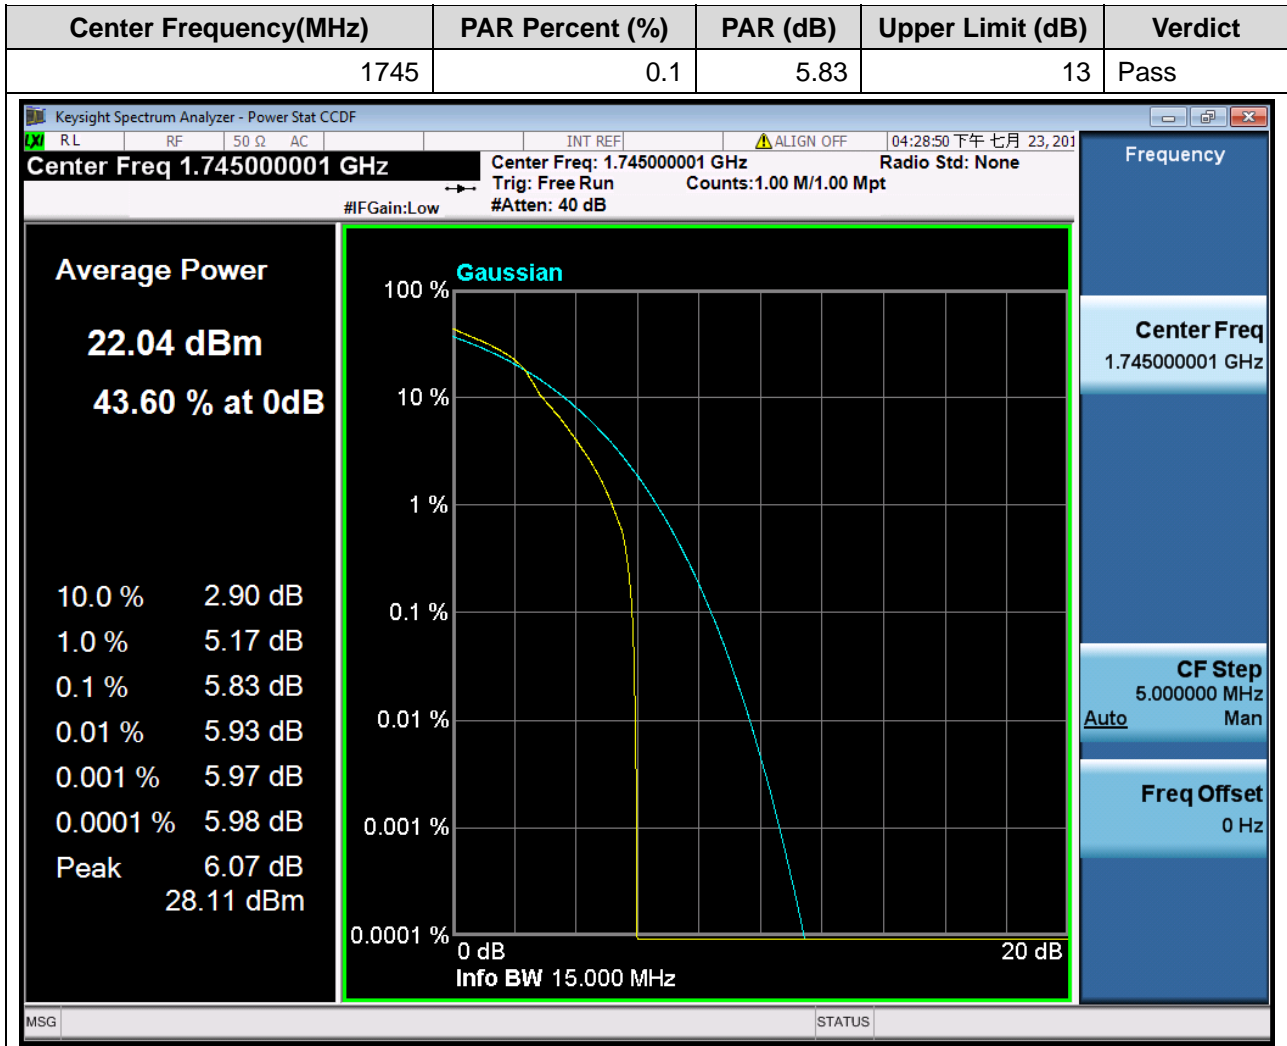 Center Frequency(MHz) PAR Percent (%) PAR (dB) Upper Limit (dB) Verdict
1745 0.1 5.83 13 Pass
Keysight Spectrum Analyzer - Power Stat CCDF
LXI RL RF 50 Ω AC INT REF ALIGN OFF 04:28:50 下午 七月 23, 201
Center Freq 1.745000001 GHz
Center Freq: 1.745000001 GHz Radio Std: None
Trig: Free Run Counts:1.00 M/1.00 Mpt
#IFGain:Low #Atten: 40 dB
Average Power
22.04 dBm
43.60 % at 0dB
10.0 % 2.90 dB
1.0 % 5.17 dB
0.1 % 5.83 dB
0.01 % 5.93 dB
0.001 % 5.97 dB
0.0001 % 5.98 dB
Peak 6.07 dB
28.11 dBm
Gaussian
100 %
10 %
1 %
0.1 %
0.01 %
0.001 %
0.0001 %
0 dB 20 dB
Info BW 15.000 MHz
Frequency
Center Freq
1.745000001 GHz
CF Step
5.000000 MHz
Auto Man
Freq Offset
0 Hz
MSG STATUS